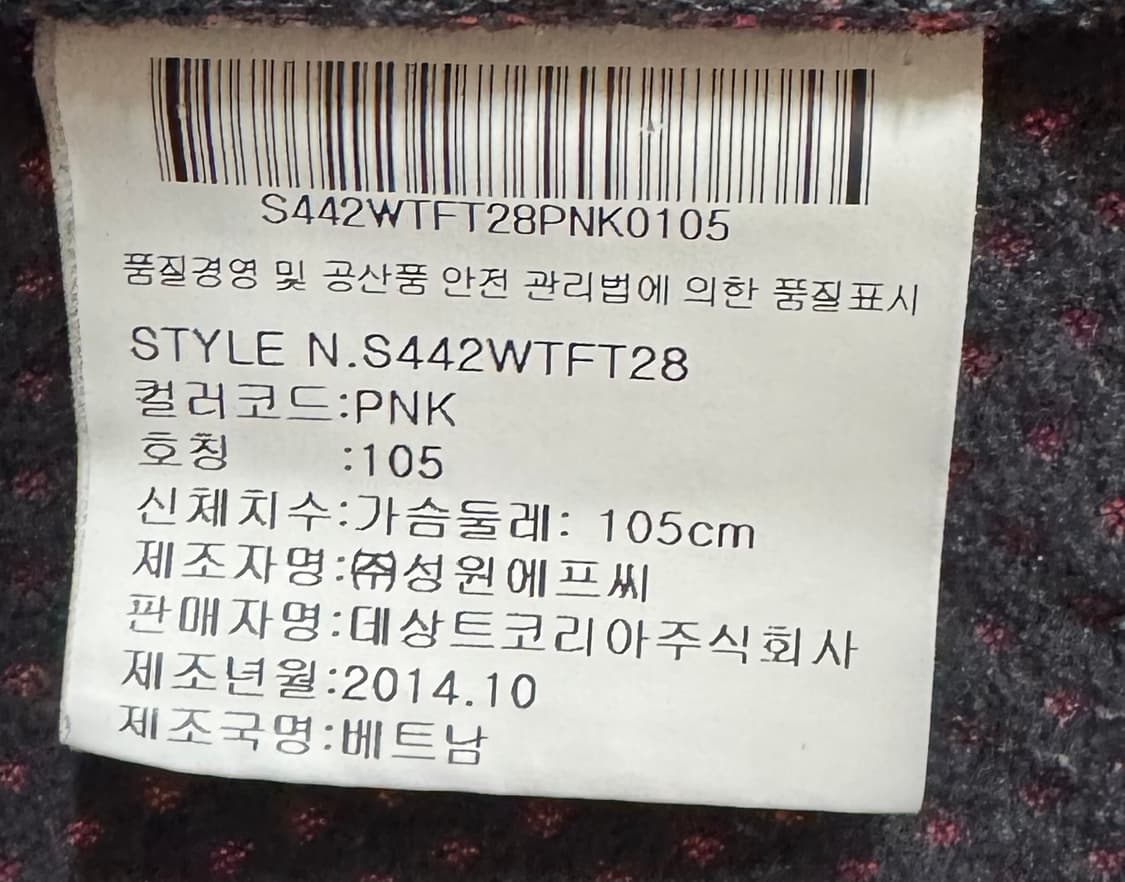 S442WTFT28PNK0105
품질경영 및 공산품 안전 관리법에 의한 품질표시
STYLE N.S442WTFT28
컬러코드:PNK
호칭 :105
신체치수:가슴둘레: 105cm
제조자명:㈜성원에프씨
판매자명:데상트코리아주식회사
제조년월:2014.10
제조국명:베트남